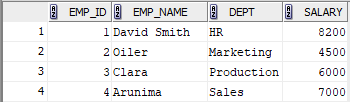 EMP_ID EMP_NAME DEPT SALARY
1 1 David Smith HR 8200
2 2 Oiler Marketing 4500
3 3 Clara Production 6000
4 4 Arunima Sales 7000